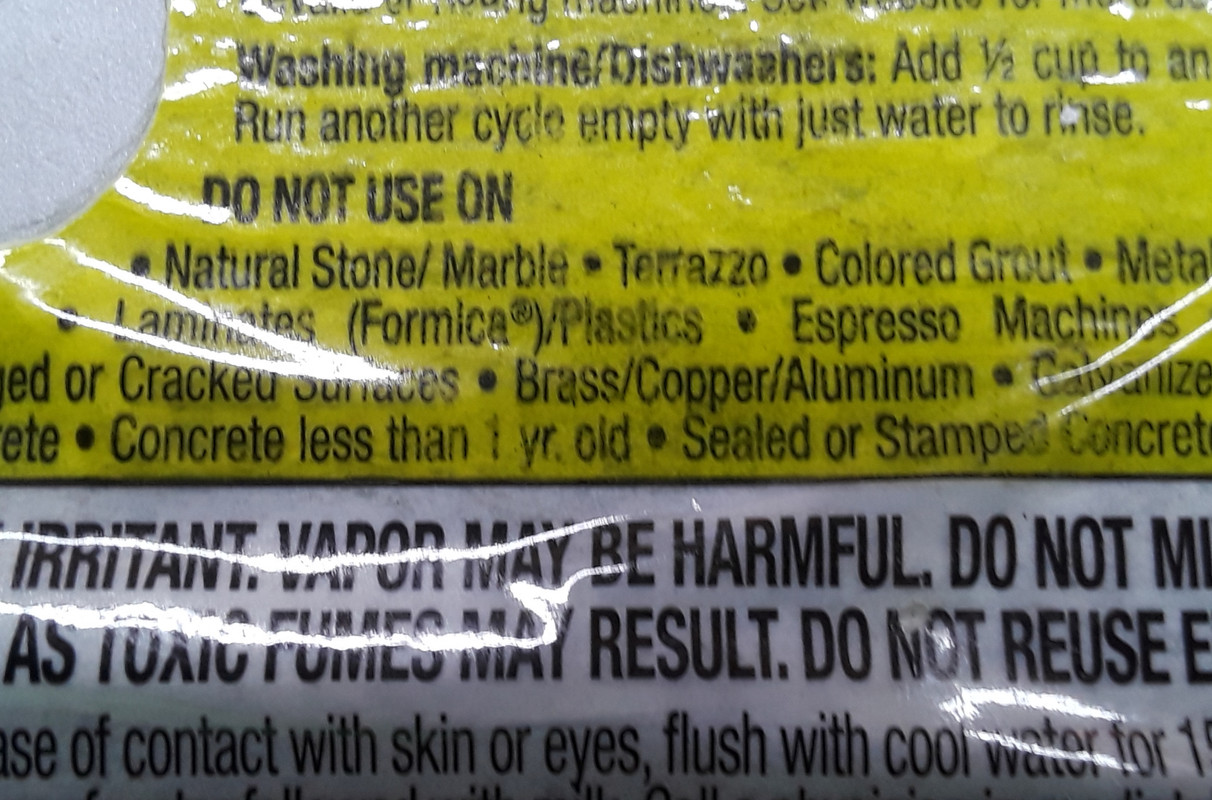 Washing machine/Dishwashers: Add ½ cup to an
Run another cycle empty with just water to rinse.
DO NOT USE ON
• Natural Stone/ Marble • Terrazzo • Colored Grout • Metal
• Laminates (Formica®)/Plastics • Espresso Machines
ged or Cracked Surfaces • Brass/Copper/Aluminum • Galvanize
rete • Concrete less than 1 yr. old • Sealed or Stamped Concrete
IRRITANT. VAPOR MAY BE HARMFUL. DO NOT MI
AS TOXIC FUMES MAY RESULT. DO NOT REUSE E
ase of contact with skin or eyes, flush with cool water for 15